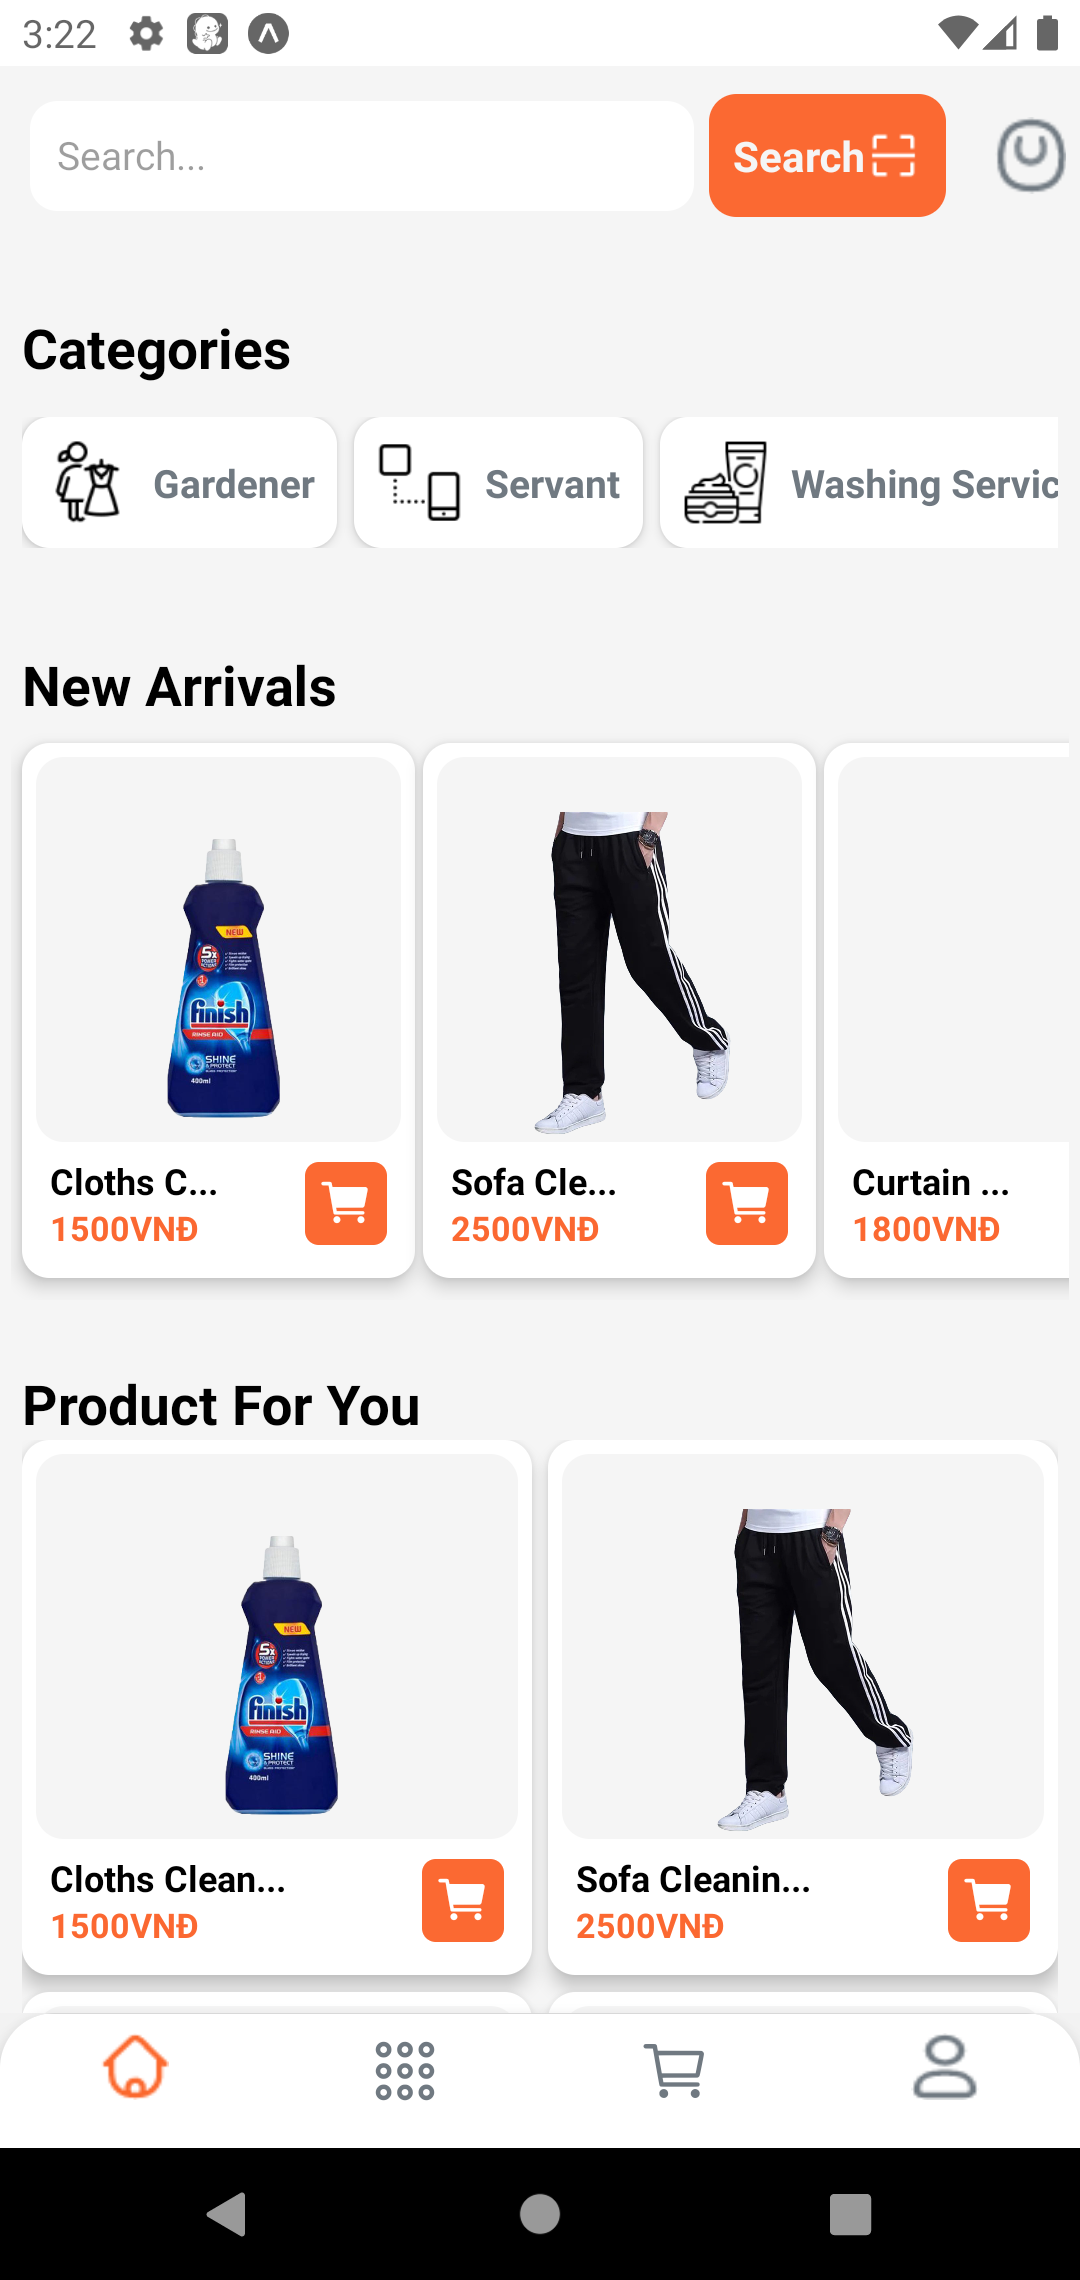 3:22
Search...
Search
Categories
Gardener
Servant
Washing Servic
New Arrivals
NEW
5x
finish
RINSE AID
SHINE
& PROTECT
400ml
Cloths C...
1500VNĐ
Sofa Cle...
2500VNĐ
Curtain ...
1800VNĐ
Product For You
NEW
5x
finish
RINSE AID
SHINE
& PROTECT
400ml
Cloths Clean...
1500VNĐ
Sofa Cleanin...
2500VNĐ